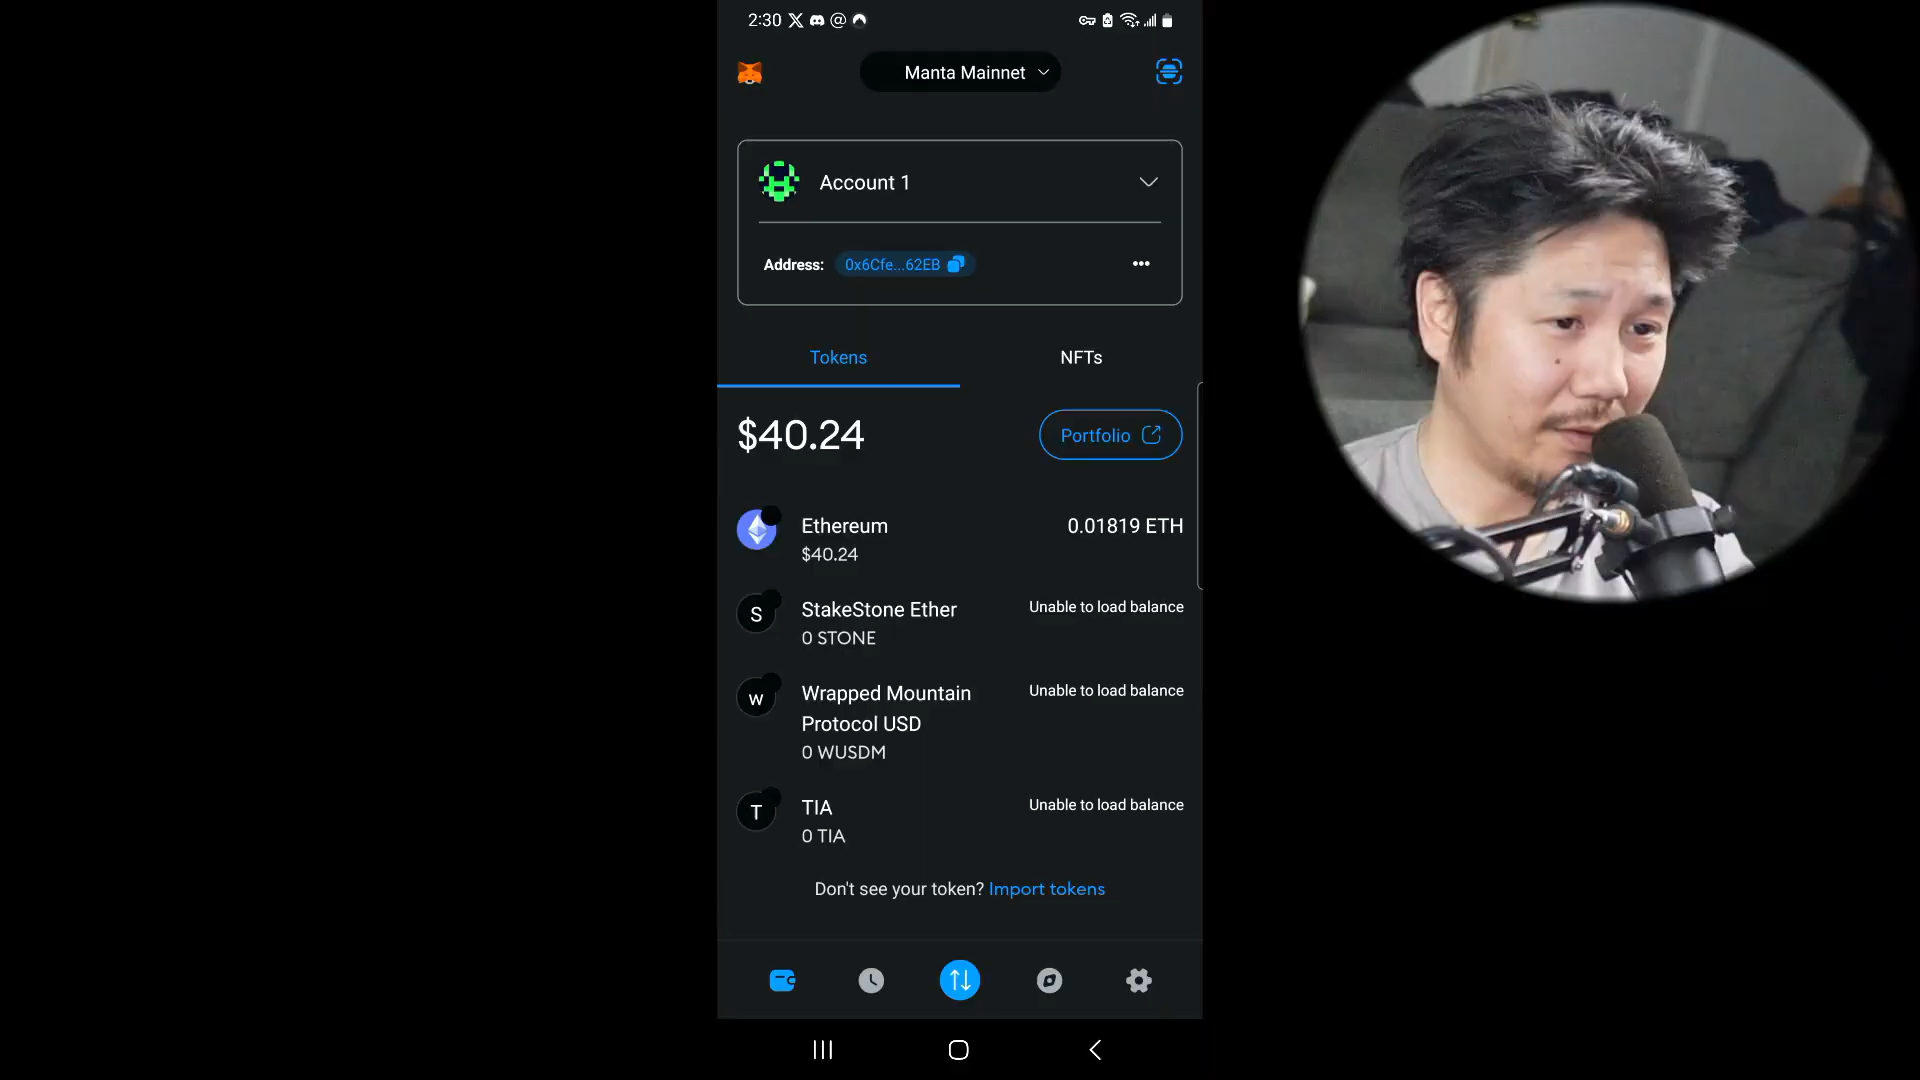 2:30
Manta Mainnet
Account 1
Address: 0x6Cfe...62EB
Tokens
NFTs
$40.24
Portfolio
Ethereum
0.01819 ETH
$40.24
S
StakeStone Ether
Unable to load balance
0 STONE
W
Wrapped Mountain
Protocol USD
Unable to load balance
0 WUSDM
T
TIA
Unable to load balance
0 TIA
Don't see your token? Import tokens